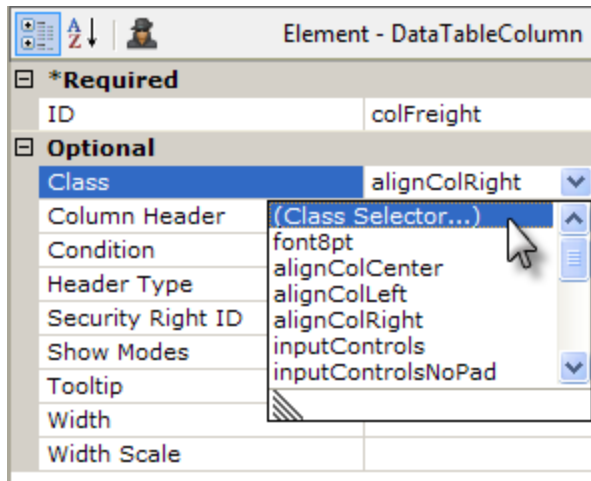 Element - DataTableColumn
*Required
ID colFreight
Optional
Class alignColRight
Column Header (Class Selector...)
Condition font8pt
alignColCenter
Header Type alignColLeft
Security Right ID alignColRight
Show Modes inputControls
inputControlsNoPad
Tooltip
Width
Width Scale